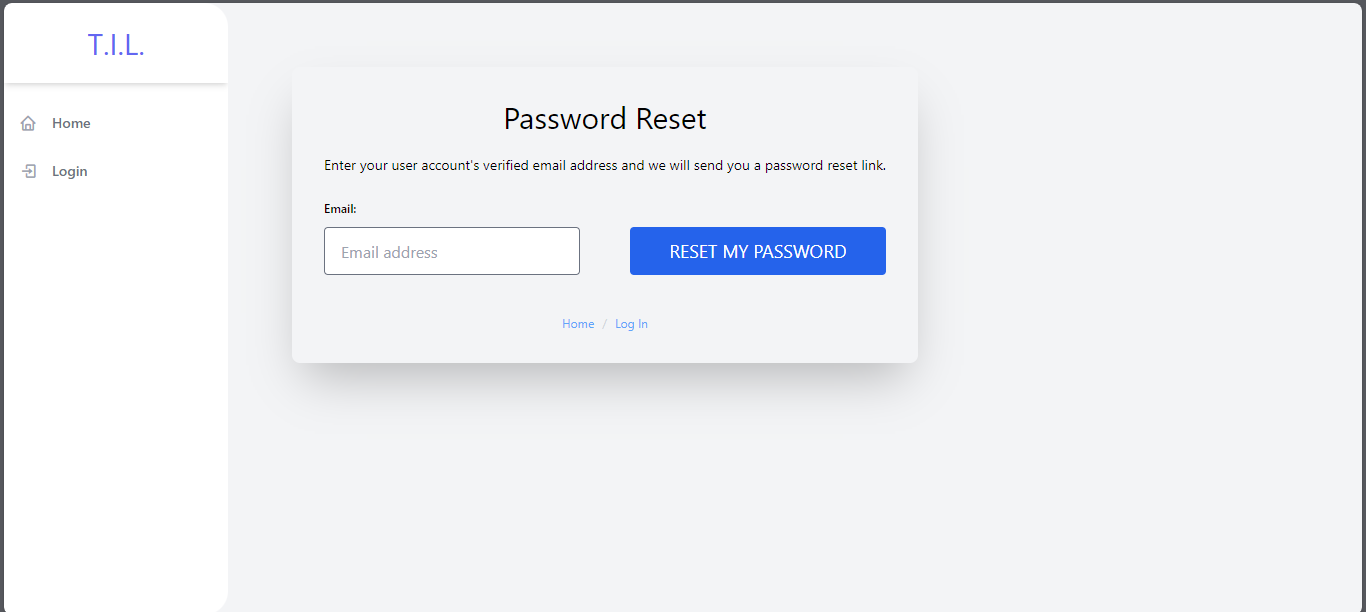 T.I.L.
Home
Login
Password Reset
Enter your user account's verified email address and we will send you a password reset link.
Email:
Email address
RESET MY PASSWORD
Home / Log In